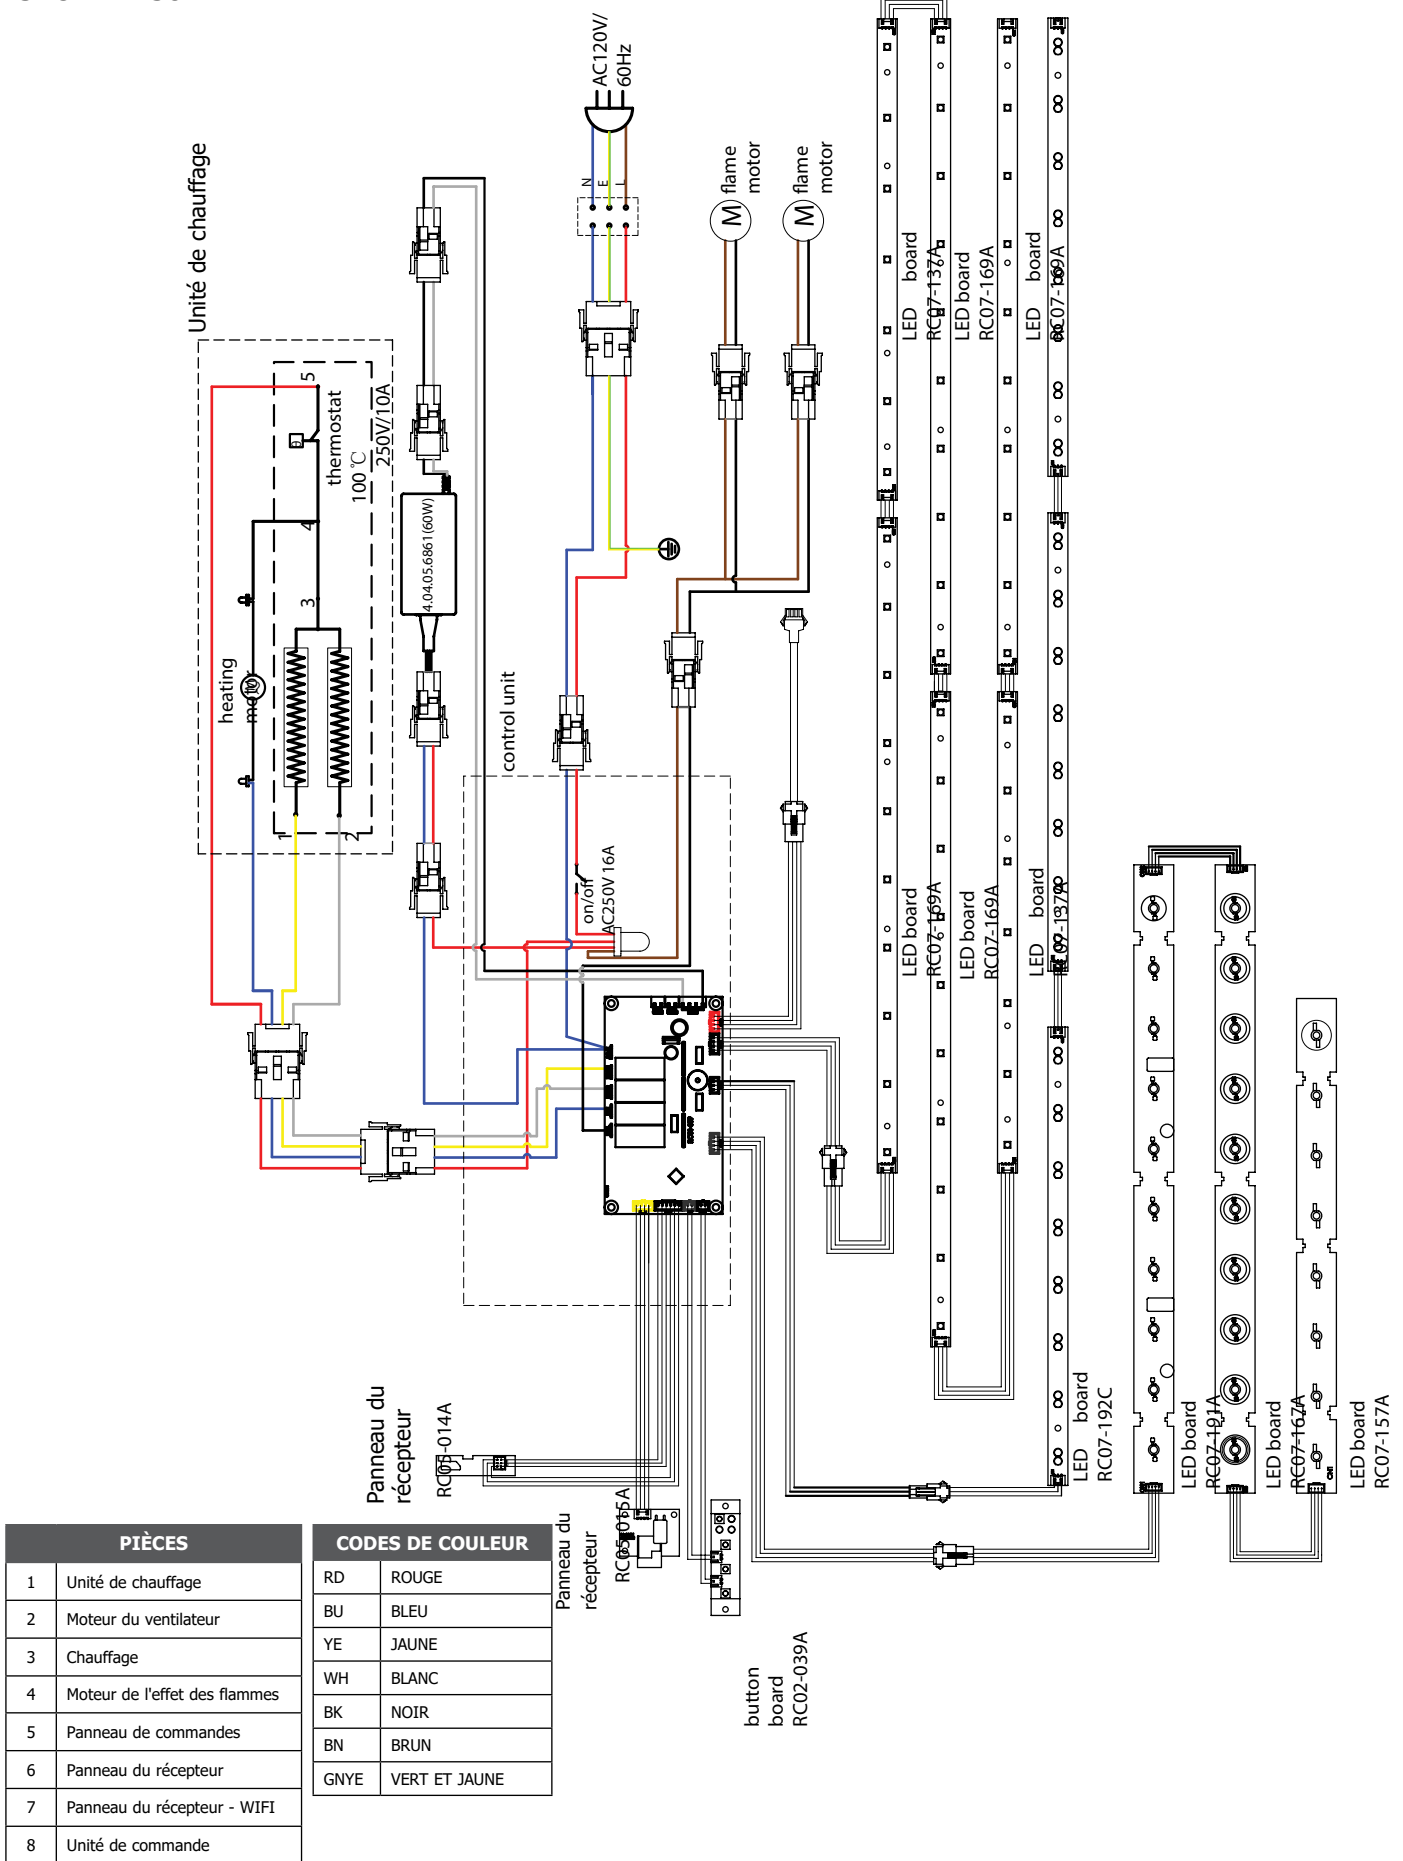 AC120V/
60Hz
N
E
L
Unité de chauffage
5
thermostat
100℃
250V/10A
4
3
heating
motor
1
2
4.04.05.6861(60W)
M
flame
motor
M
flame
motor
control unit
on/off
AC250V 16A
LED board
RC07-137A
LED board
RC07-169A
LED board
RC07-169A
LED board
RC07-169A
LED board
RC07-169A
LED board
RC07-137A
LED board
RC07-192C
LED board
RC07-191A
LED board
RC07-167A
LED board
RC07-157A
Panneau du
récepteur
RC05-014A
Panneau du
récepteur
RC05-015A
button
board
RC02-039A
PIÈCES
1 Unité de chauffage
2 Moteur du ventilateur
3 Chauffage
4 Moteur de l'effet des flammes
5 Panneau de commandes
6 Panneau du récepteur
7 Panneau du récepteur - WIFI
8 Unité de commande
CODES DE COULEUR
RD ROUGE
BU BLEU
YE JAUNE
WH BLANC
BK NOIR
BN BRUN
GNYE VERT ET JAUNE